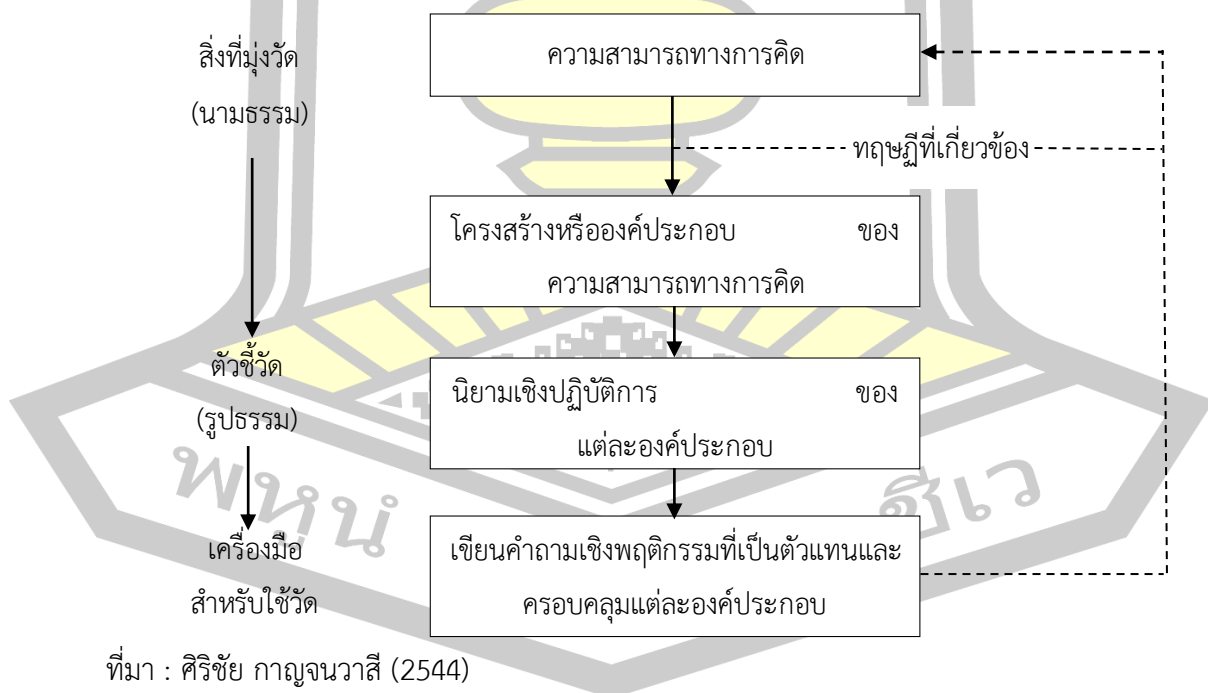 สิ่งที่มุ่งวัด
(นามธรรม)
ความสามารถทางการคิด
ทฤษฎีที่เกี่ยวข้อง
โครงสร้างหรือองค์ประกอบ ของ
ความสามารถทางการคิด
ตัวชี้วัด
(รูปธรรม)
นิยามเชิงปฏิบัติการ ของ
แต่ละองค์ประกอบ
พหุนํ
ชีเว
เครื่องมือ
สำหรับใช้วัด
เขียนคำถามเชิงพฤติกรรมที่เป็นตัวแทนและ
ครอบคลุมแต่ละองค์ประกอบ
ที่มา : ศิริชัย กาญจนวาสี (2544)